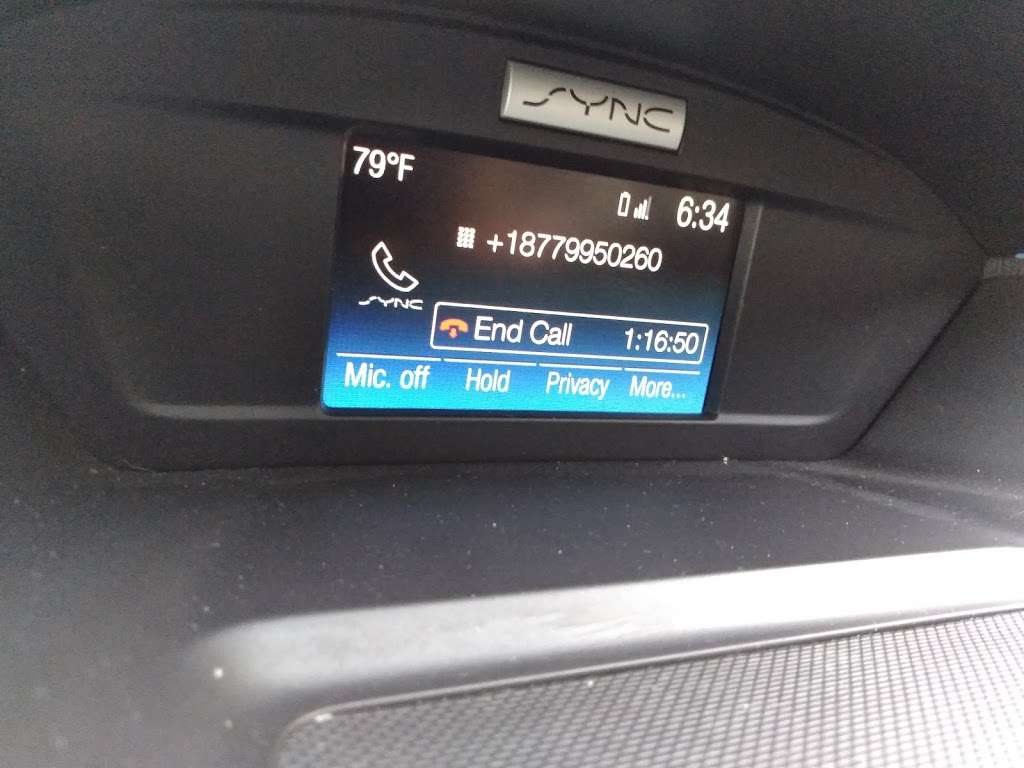 SYNC
79°F
6:34
+18779950260
SYNC
End Call 1:16:50
Mic. off Hold Privacy More...